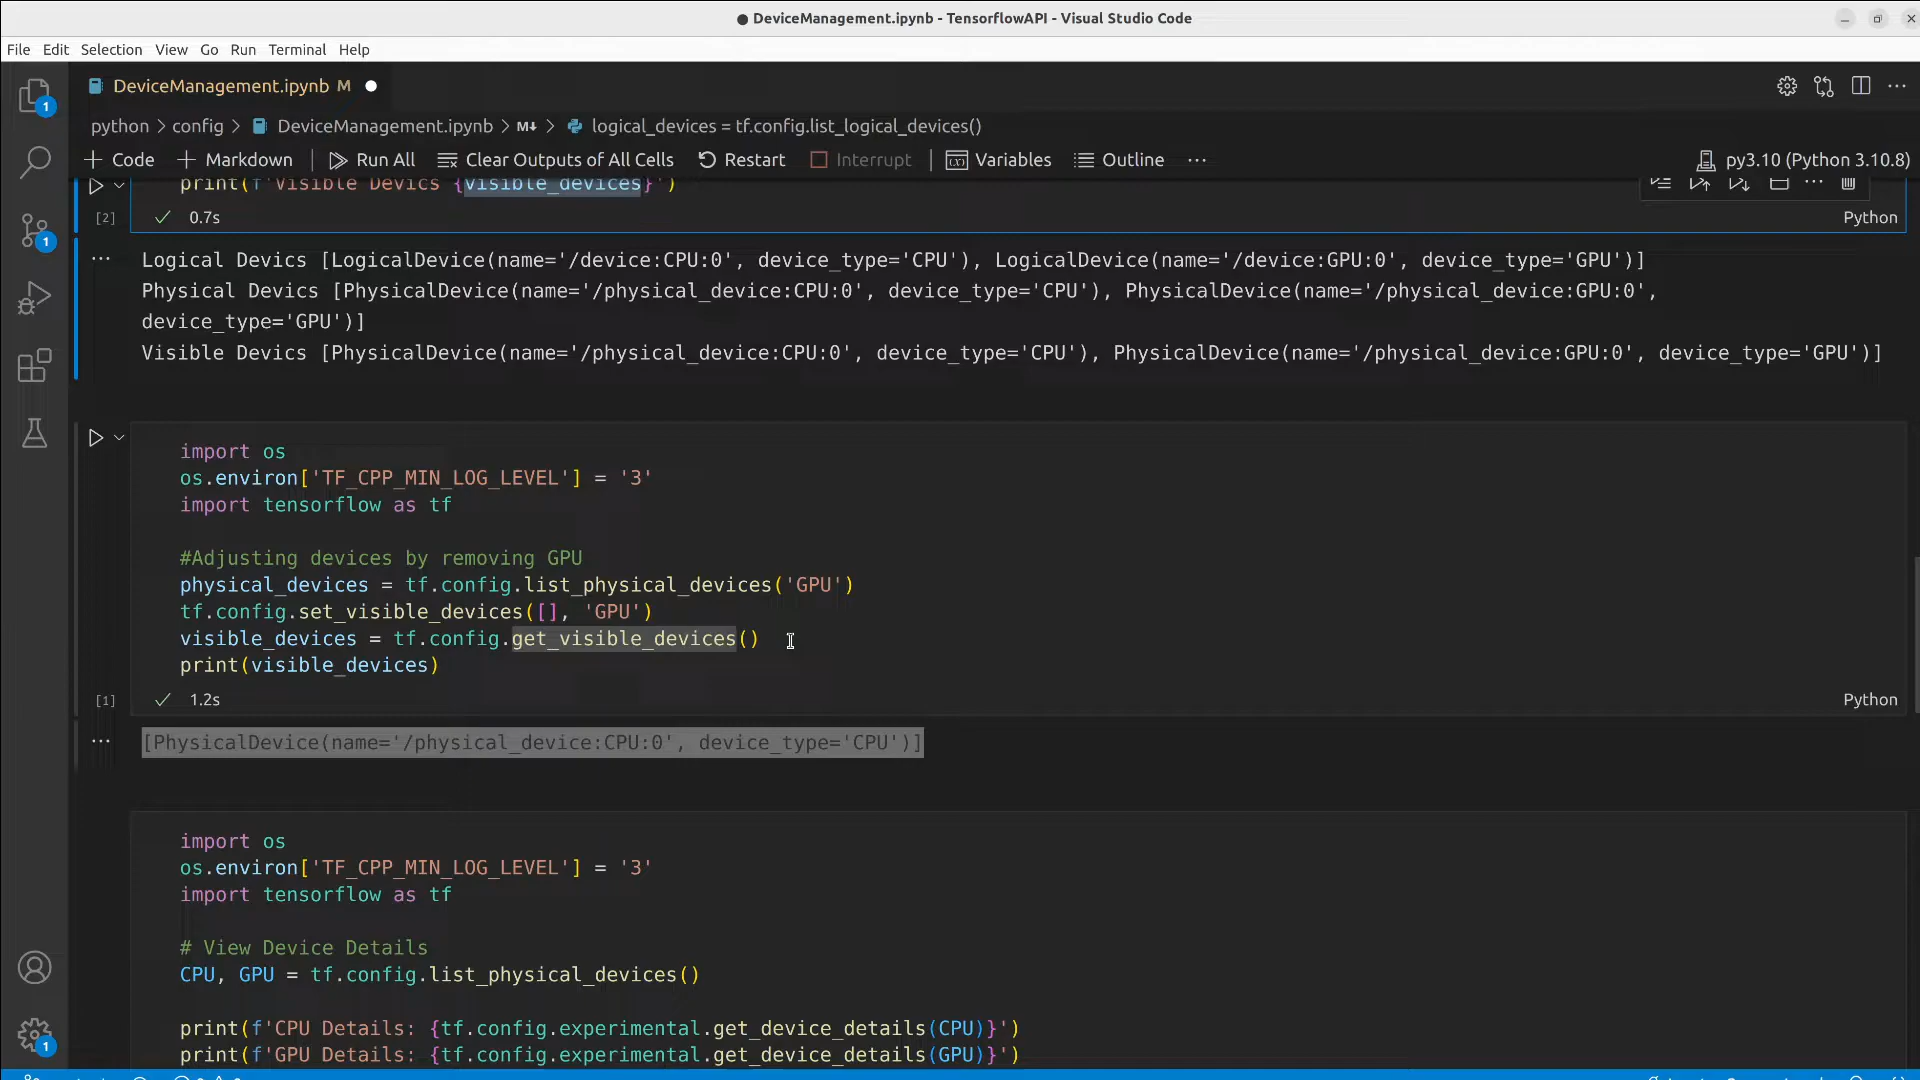 DeviceManagement.ipynb - TensorflowAPI - Visual Studio Code
File Edit Selection View Go Run Terminal Help
DeviceManagement.ipynb M
python > config > DeviceManagement.ipynb > M↓ > logical_devices = tf.config.list_logical_devices()
+ Code + Markdown Run All Clear Outputs of All Cells Restart Interrupt Variables Outline ... py3.10 (Python 3.10.8)
print(f'Visible Devics {visible_devices}')
[2] 0.7s Python
Logical Devics [LogicalDevice(name='/device:CPU:0', device_type='CPU'), LogicalDevice(name='/device:GPU:0', device_type='GPU')]
Physical Devics [PhysicalDevice(name='/physical_device:CPU:0', device_type='CPU'), PhysicalDevice(name='/physical_device:GPU:0',
device_type='GPU')]
Visible Devics [PhysicalDevice(name='/physical_device:CPU:0', device_type='CPU'), PhysicalDevice(name='/physical_device:GPU:0', device_type='GPU')]
import os
os.environ['TF_CPP_MIN_LOG_LEVEL'] = '3'
import tensorflow as tf
#Adjusting devices by removing GPU
physical_devices = tf.config.list_physical_devices('GPU')
tf.config.set_visible_devices([], 'GPU')
visible_devices = tf.config.get_visible_devices()
print(visible_devices)
[1] 1.2s Python
[PhysicalDevice(name='/physical_device:CPU:0', device_type='CPU')]
import os
os.environ['TF_CPP_MIN_LOG_LEVEL'] = '3'
import tensorflow as tf
# View Device Details
CPU, GPU = tf.config.list_physical_devices()
print(f'CPU Details: {tf.config.experimental.get_device_details(CPU)}')
print(f'GPU Details: {tf.config.experimental.get_device_details(GPU)}')
1
1
1